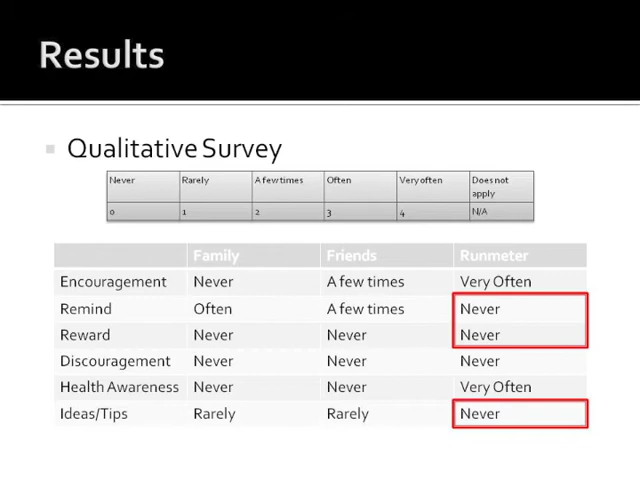 Results
Qualitative Survey
Never Rarely A few times Often Very often Does not apply
0 1 2 3 4 N/A
Family Friends Runmeter
Encouragement Never A few times Very Often
Remind Often A few times Never
Reward Never Never Never
Discouragement Never Never Never
Health Awareness Never Never Very Often
Ideas/Tips Rarely Rarely Never